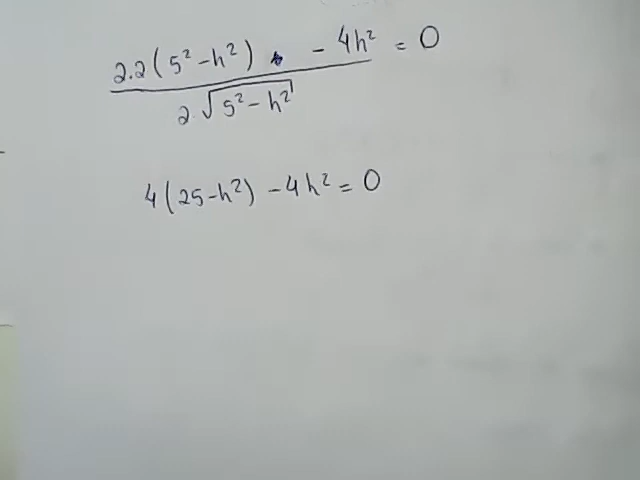 2.2(5² - h²) - 4h² = 0
2.√5² - h²
4(25 - h²) - 4h² = 0